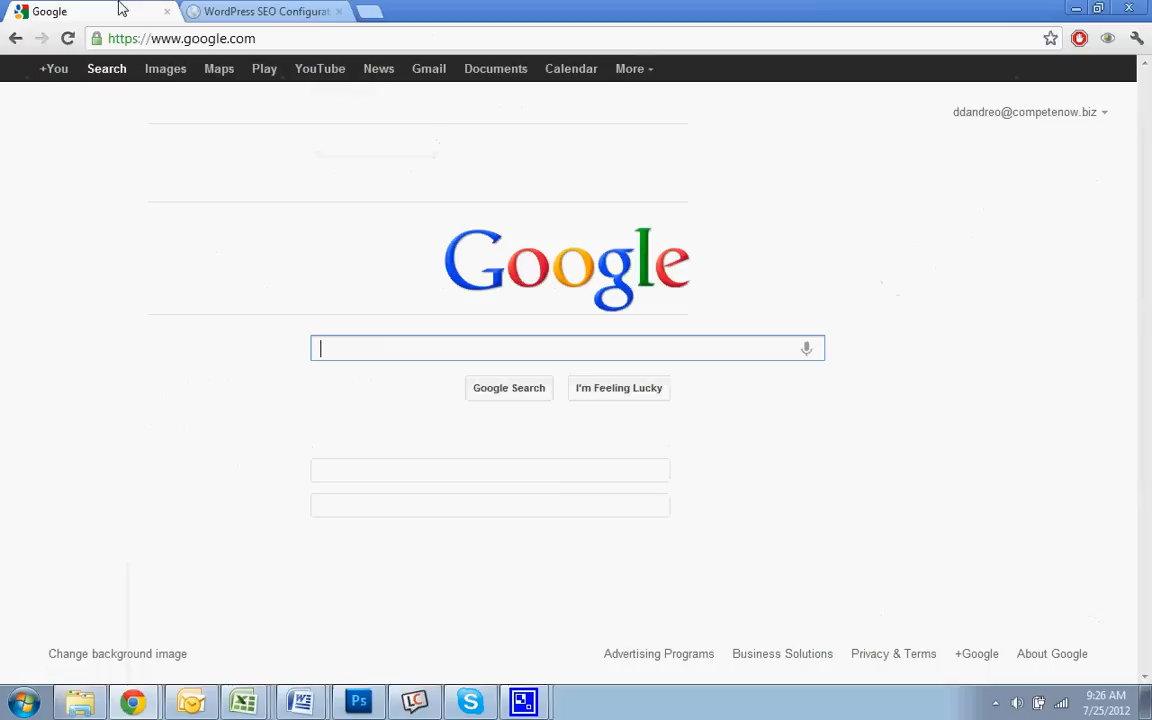 Google
WordPress SEO Configurat
https://www.google.com
+You Search Images Maps Play YouTube News Gmail Documents Calendar More
ddandreo@competenow.biz
Google
Google Search I'm Feeling Lucky
Change background image Advertising Programs Business Solutions Privacy & Terms +Google About Google
Ps LC S
9:26 AM
7/25/2012